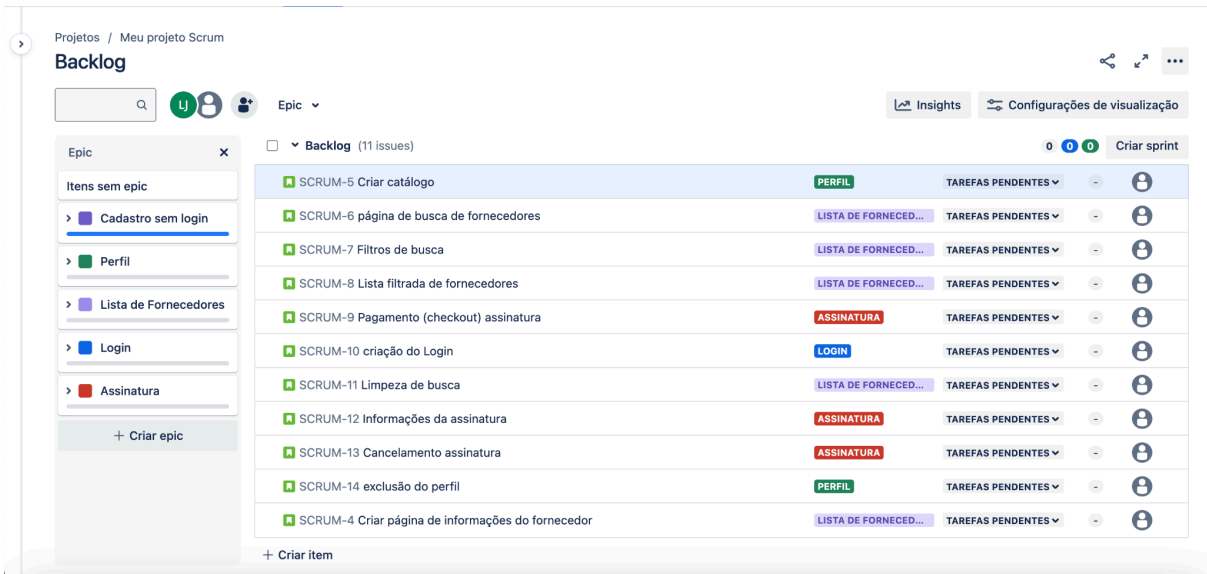 Projetos / Meu projeto Scrum
Backlog
LJ
Epic
Insights
Configurações de visualização
Epic
Itens sem epic
Cadastro sem login
Perfil
Lista de Fornecedores
Login
Assinatura
+ Criar epic
Backlog (11 issues) 0 0 0 Criar sprint
SCRUM-5 Criar catálogo PERFIL TAREFAS PENDENTES -
SCRUM-6 página de busca de fornecedores LISTA DE FORNECED... TAREFAS PENDENTES -
SCRUM-7 Filtros de busca LISTA DE FORNECED... TAREFAS PENDENTES -
SCRUM-8 Lista filtrada de fornecedores LISTA DE FORNECED... TAREFAS PENDENTES -
SCRUM-9 Pagamento (checkout) assinatura ASSINATURA TAREFAS PENDENTES -
SCRUM-10 criação do Login LOGIN TAREFAS PENDENTES -
SCRUM-11 Limpeza de busca LISTA DE FORNECED... TAREFAS PENDENTES -
SCRUM-12 Informações da assinatura ASSINATURA TAREFAS PENDENTES -
SCRUM-13 Cancelamento assinatura ASSINATURA TAREFAS PENDENTES -
SCRUM-14 exclusão do perfil PERFIL TAREFAS PENDENTES -
SCRUM-4 Criar página de informações do fornecedor LISTA DE FORNECED... TAREFAS PENDENTES -
+ Criar item